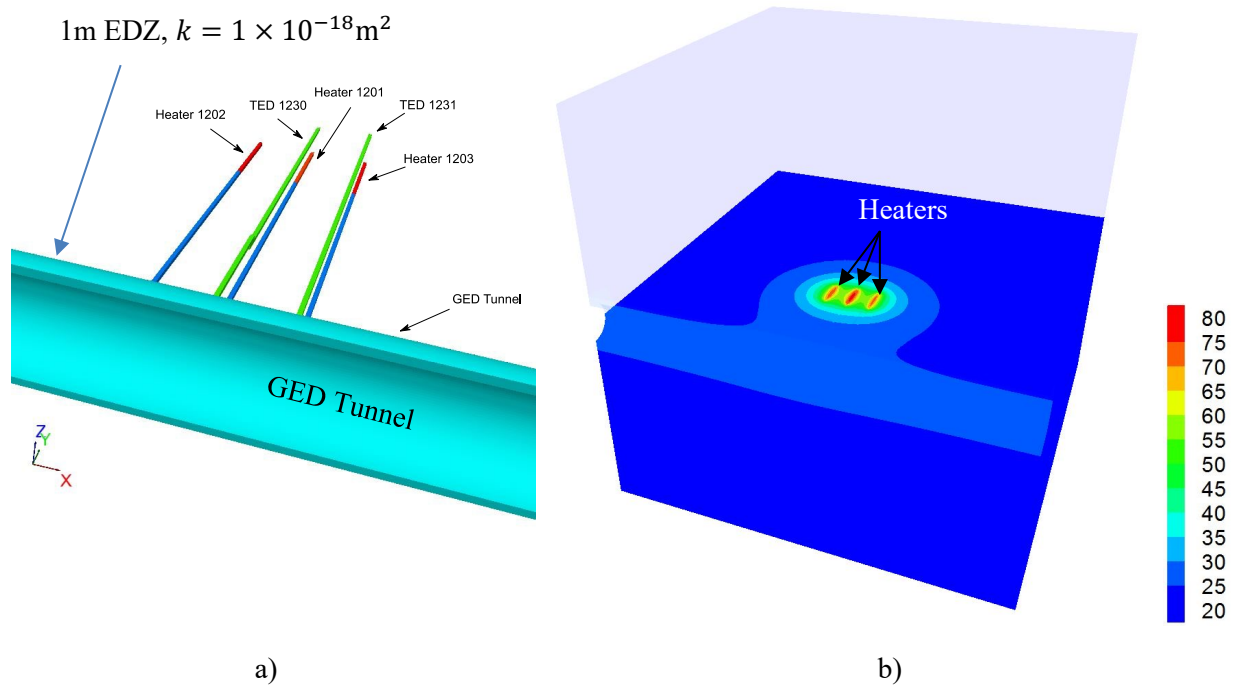 1m EDZ, k = 1 × 10⁻¹⁸m²
Heater 1202
TED 1230
Heater 1201
TED 1231
Heater 1203
GED Tunnel
GED Tunnel
Z
Y
X
a)
Heaters
80
75
70
65
60
55
50
45
40
35
30
25
20
b)